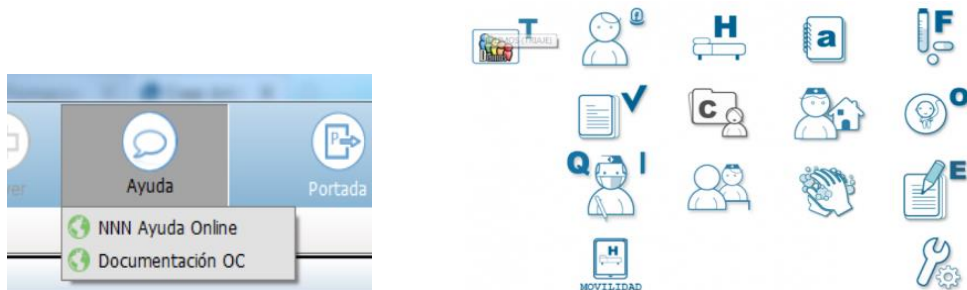 Ayuda
Portada
NNN Ayuda Online
Documentación OC
T
H
a
F
C
O
Q I
E
H
MOVILIDAD